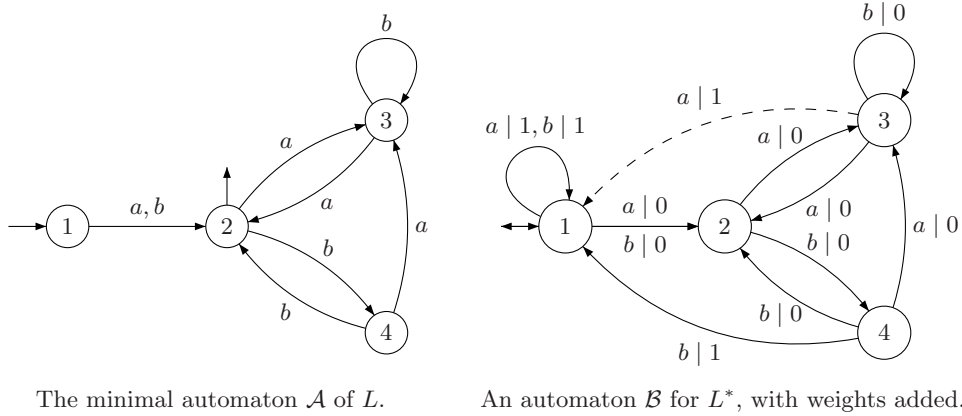 b
b | 0
3
3
a | 1
a | 1, b | 1
a
a | 0
a
a | 0
a
a | 0
1
a, b
2
1
a | 0
b | 0
2
b
b | 0
b
b | 0
4
b | 1
4
The minimal automaton 𝒜 of L.
An automaton ℬ for L*, with weights added.